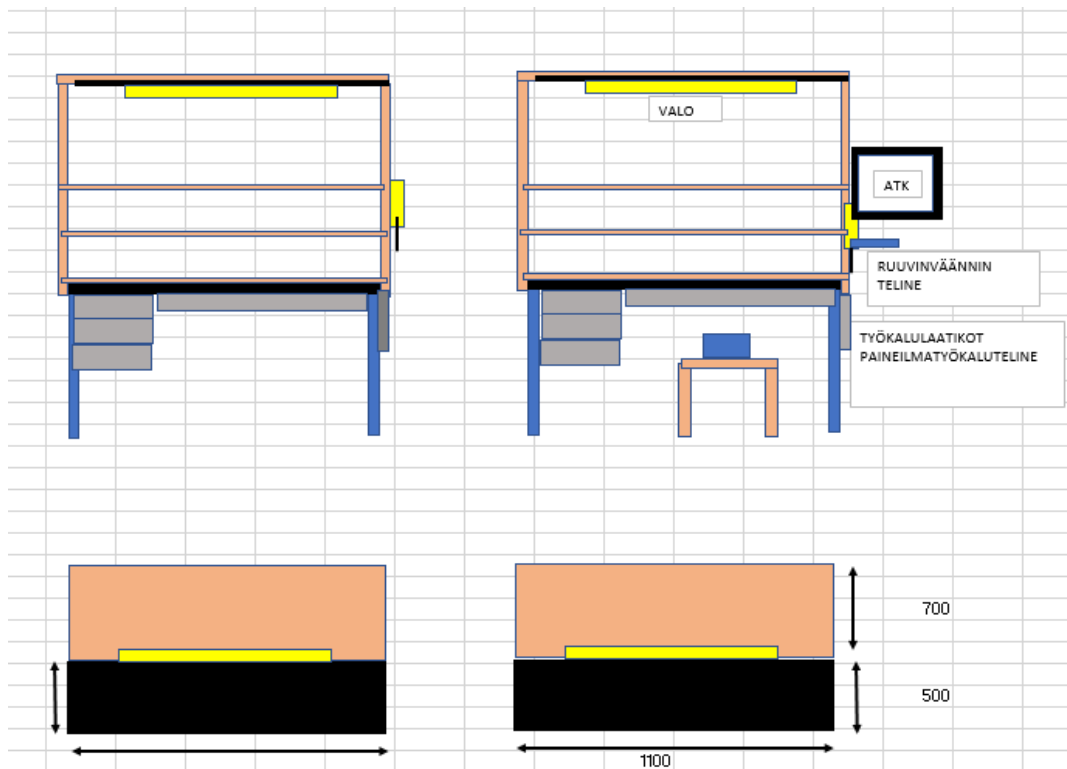 VALO
ATK
RUUVINVÄÄNNIN
TELINE
TYÖKALULAATIKOT
PAINEILMATYÖKALUTELINE
700
500
1100